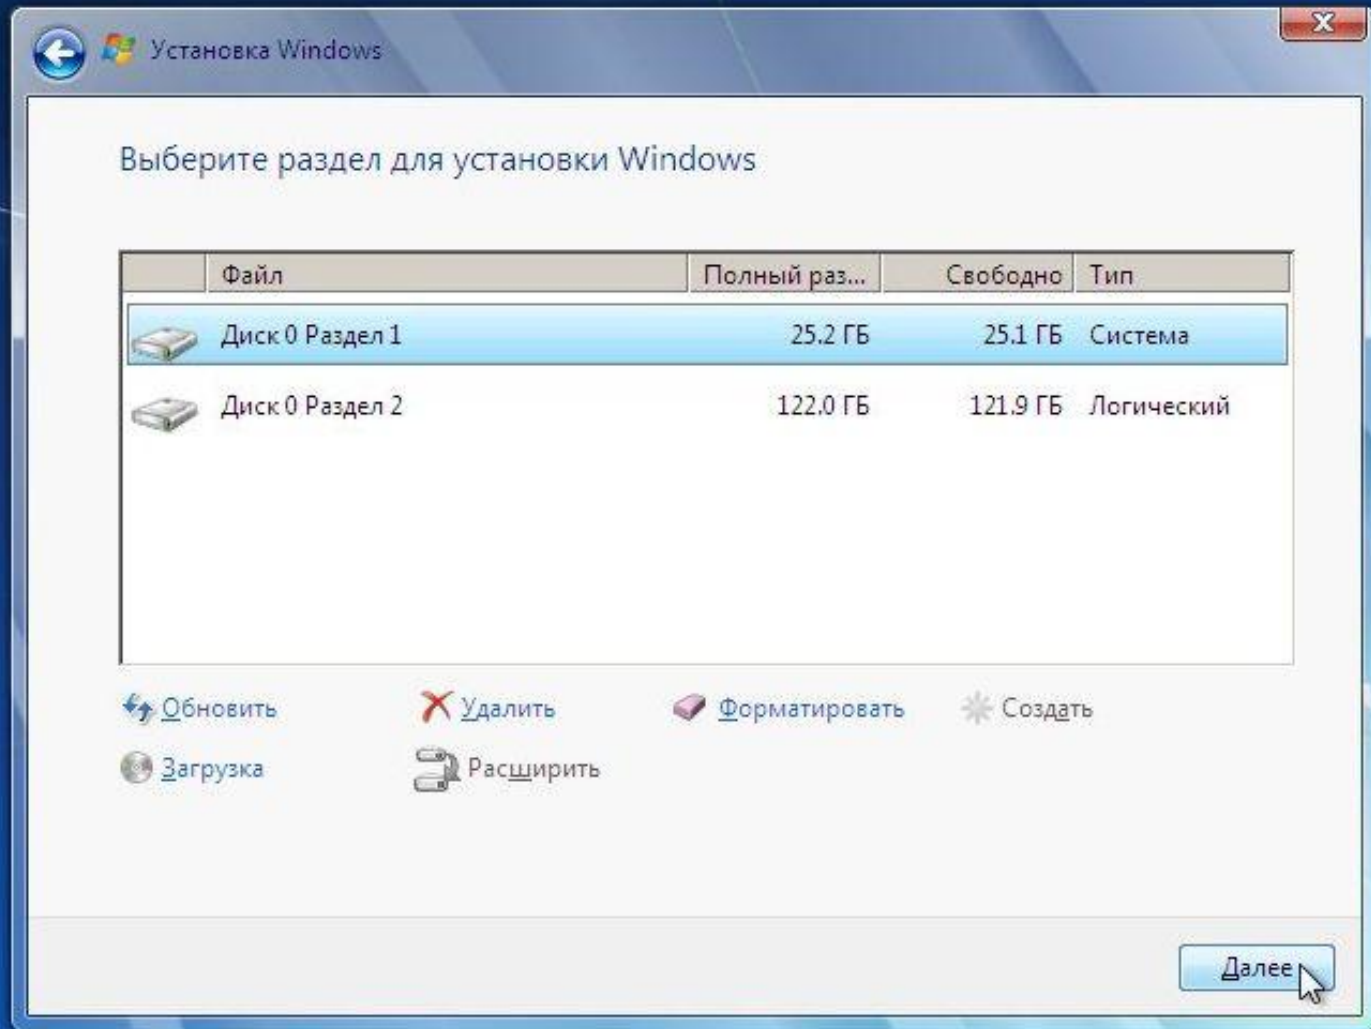 Установка Windows
Выберите раздел для установки Windows
Файл Полный раз... Свободно Тип
Диск 0 Раздел 1 25.2 ГБ 25.1 ГБ Система
Диск 0 Раздел 2 122.0 ГБ 121.9 ГБ Логический
Обновить Удалить Форматировать Создать
Загрузка Расширить
Далее